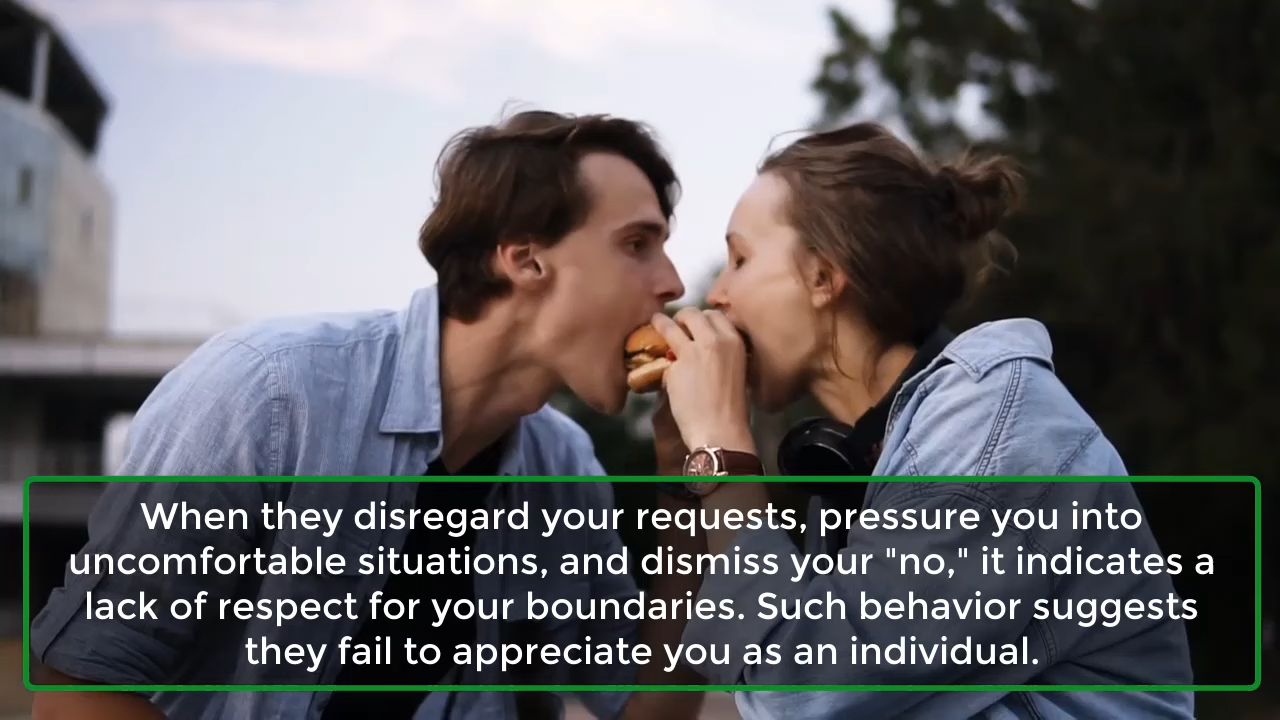 When they disregard your requests, pressure you into
uncomfortable situations, and dismiss your "no," it indicates a
lack of respect for your boundaries. Such behavior suggests
they fail to appreciate you as an individual.